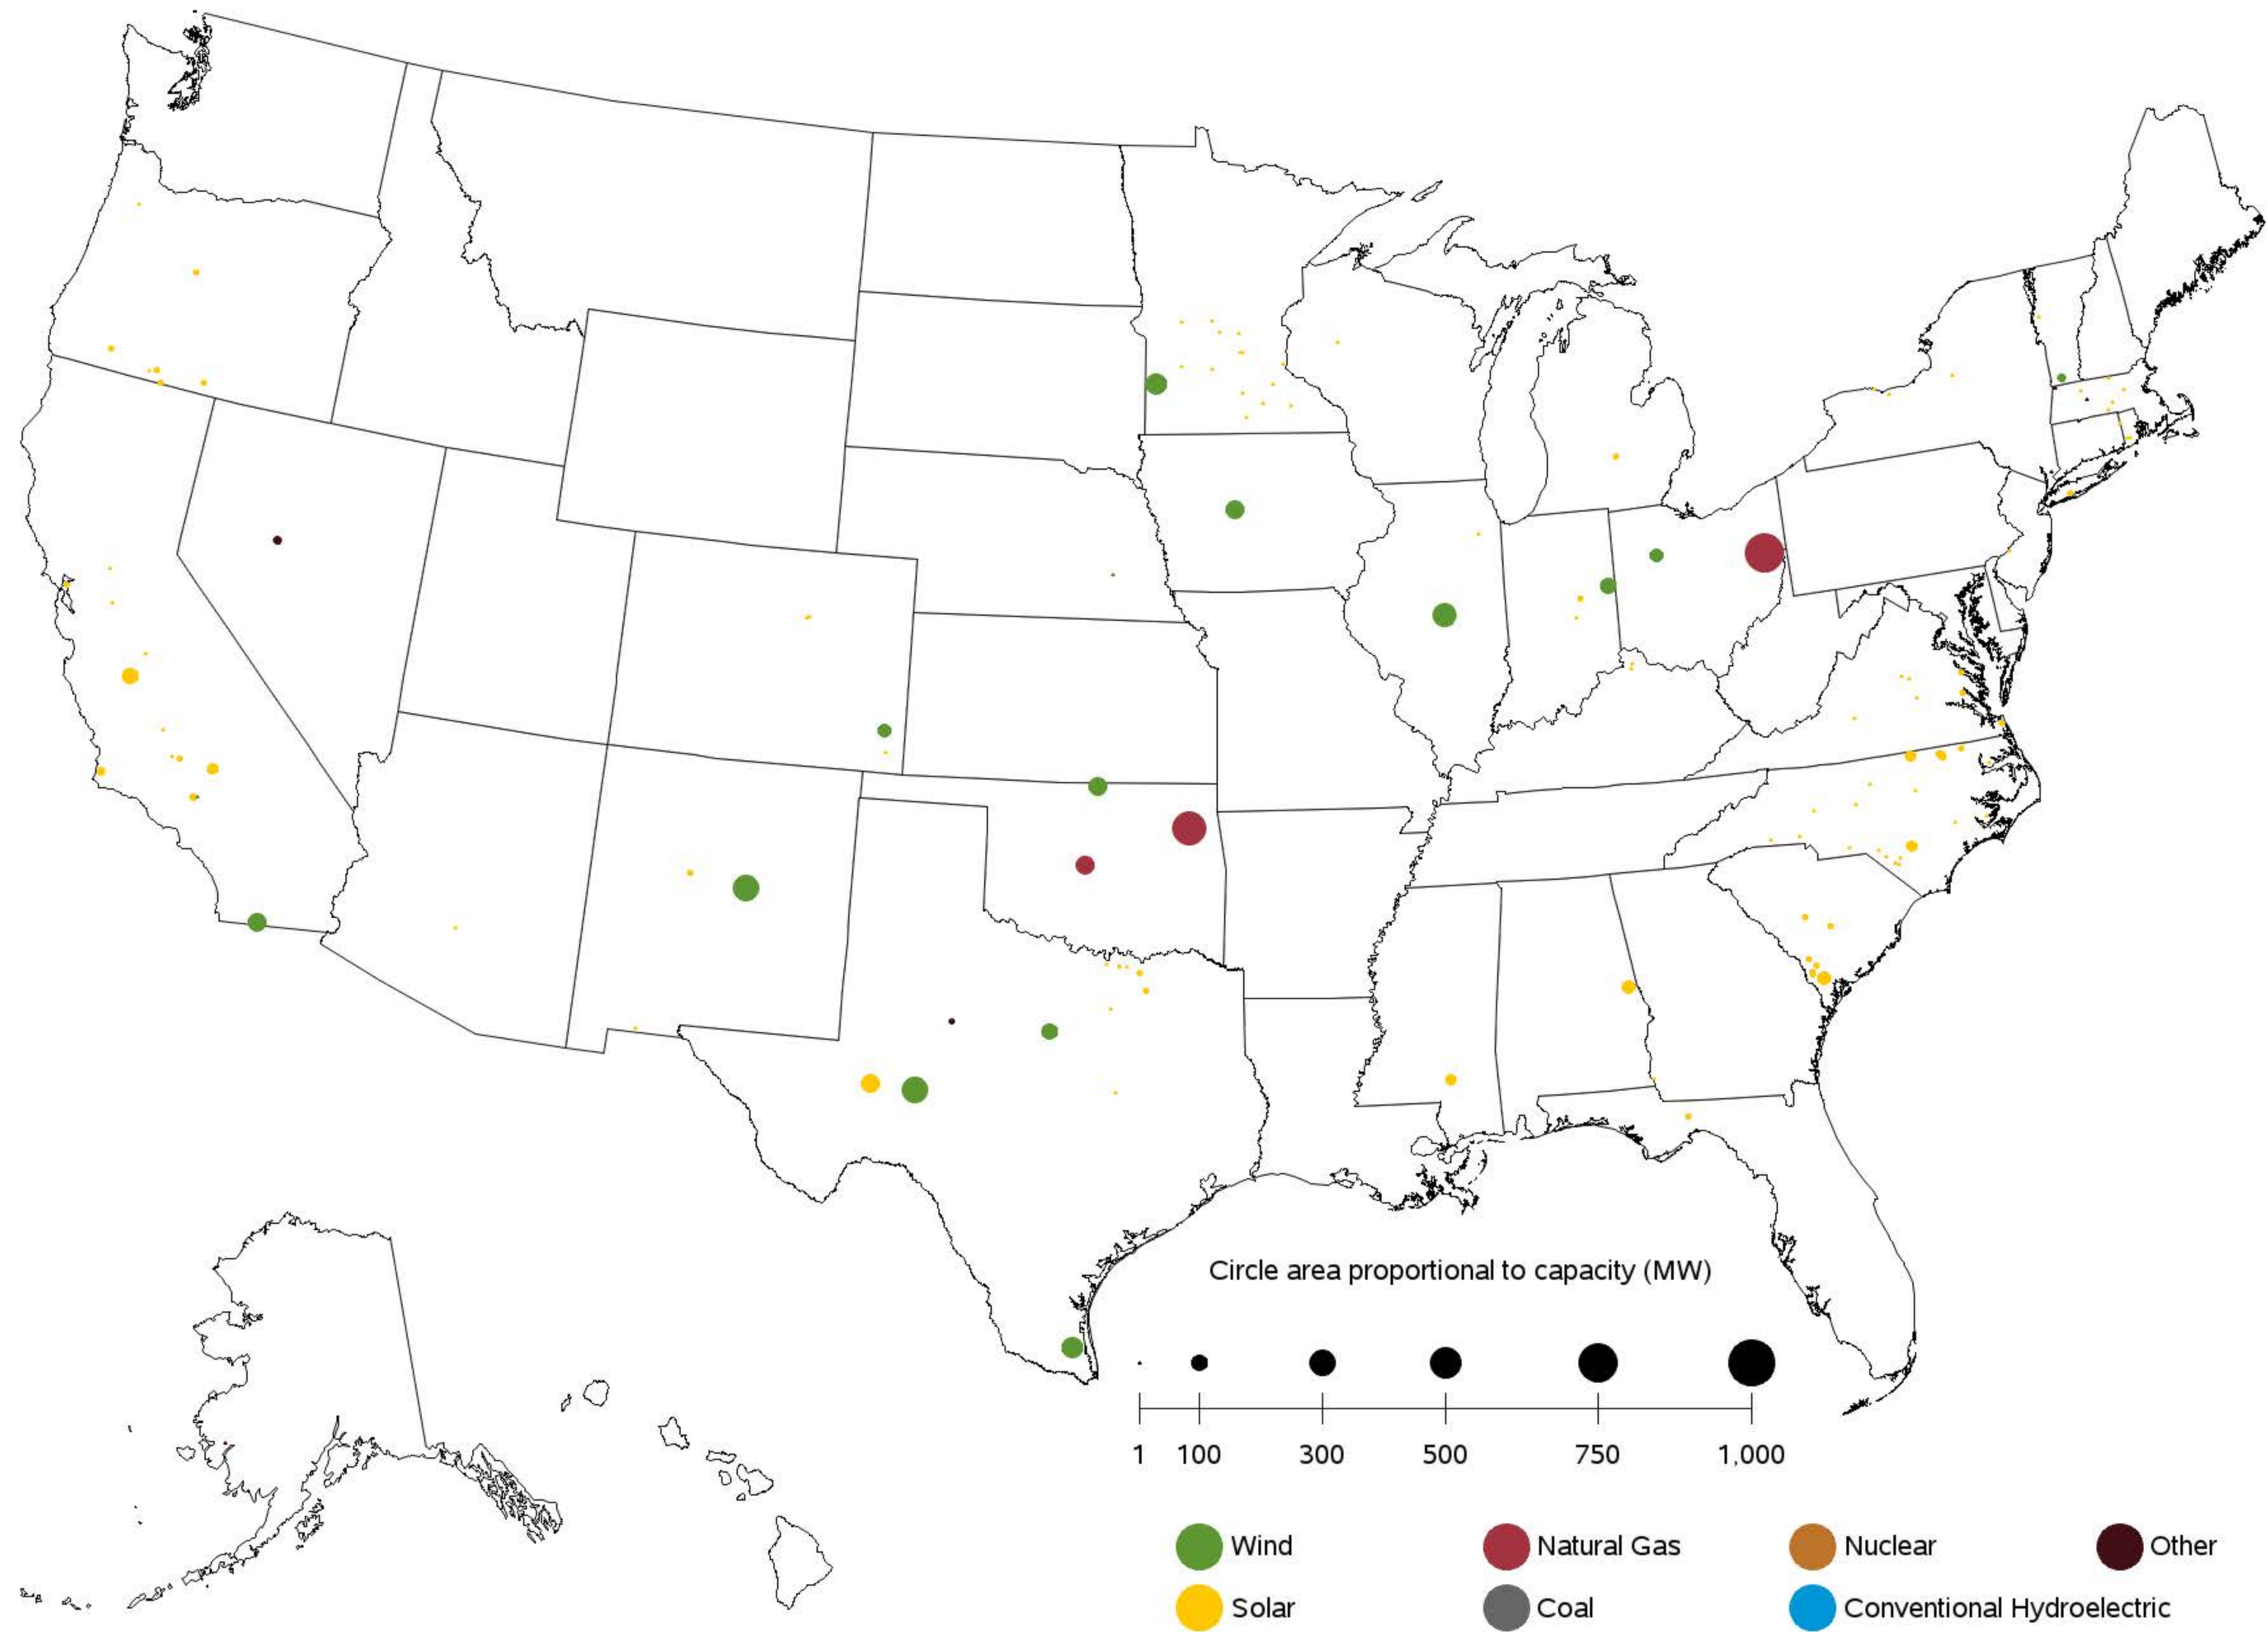 Circle area proportional to capacity (MW)
1 100 300 500 750 1,000
Wind Natural Gas Nuclear Other
Solar Coal Conventional Hydroelectric